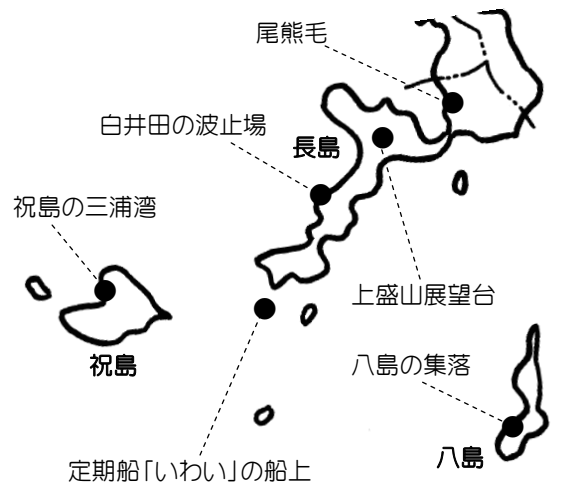 尾熊毛
白井田の波止場
長島
祝島の三浦湾
上盛山展望台
祝島
八島の集落
八島
定期船「いわい」の船上